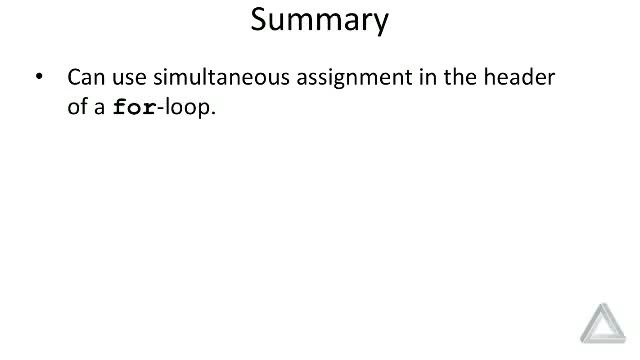 Summary
• Can use simultaneous assignment in the header
of a for-loop.